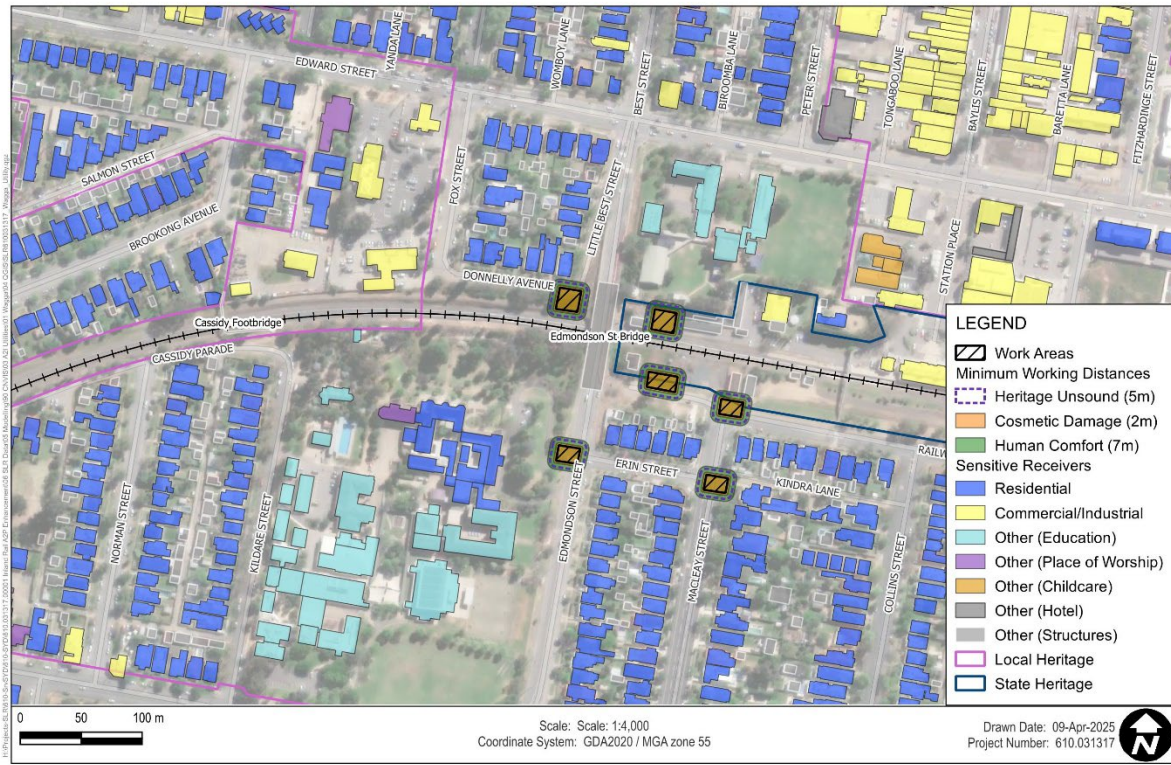 EDWARD STREET
YANDA LANE
WOMBOY LANE
BEST STREET
BIROOMBA LANE
PETER STREET
TONGABOO LANE
BAYLIS STREET
BARETTA LANE
FITZHARDINGE STREET
SALMON STREET
BROOKONG AVENUE
FOX STREET
LITTLE BEST STREET
DONNELLY AVENUE
STATION PLACE
Cassidy Footbridge
Edmondson St Bridge
CASSIDY PARADE
NORMAN STREET
KILDARE STREET
EDMONDSON STREET
ERIN STREET
KINDRA LANE
MACLEAY STREET
COLLINS STREET
RAILW
LEGEND
Work Areas
Minimum Working Distances
Heritage Unsound (5m)
Cosmetic Damage (2m)
Human Comfort (7m)
Sensitive Receivers
Residential
Commercial/Industrial
Other (Education)
Other (Place of Worship)
Other (Childcare)
Other (Hotel)
Other (Structures)
Local Heritage
State Heritage
0 50 100 m
Scale: Scale: 1:4,000
Coordinate System: GDA2020 / MGA zone 55
Drawn Date: 09-Apr-2025
Project Number: 610.031317
N